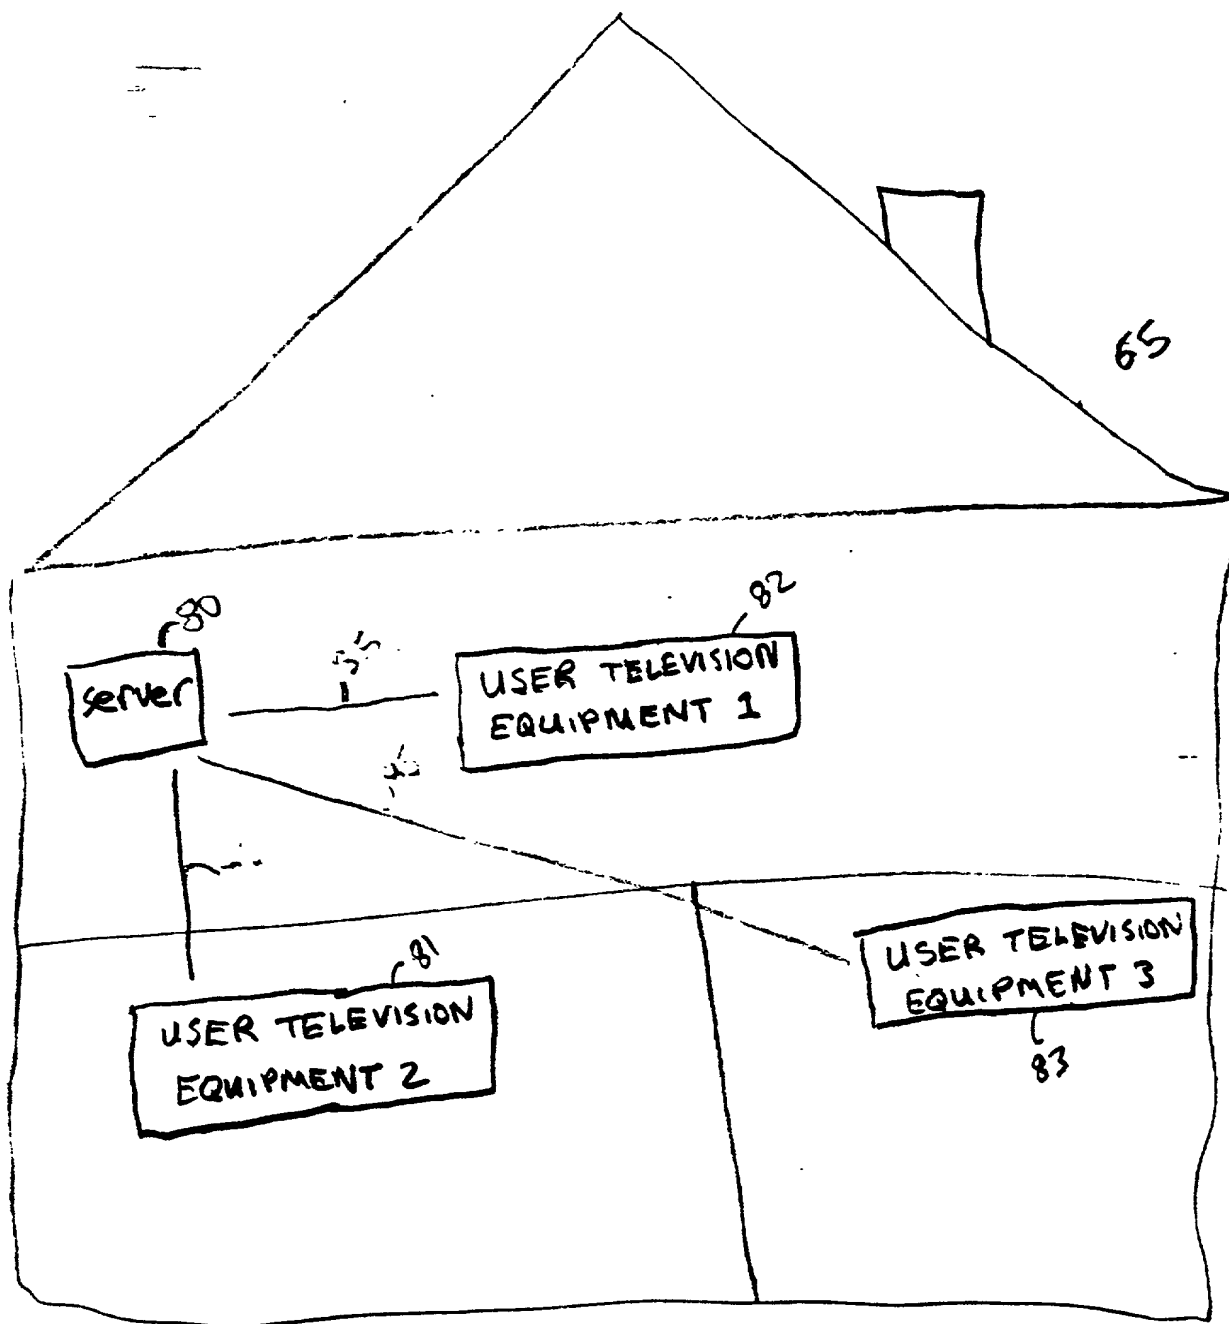 65
80
server
82
USER TELEVISION
EQUIPMENT 1
81
USER TELEVISION
EQUIPMENT 2
USER TELEVISION
EQUIPMENT 3
83